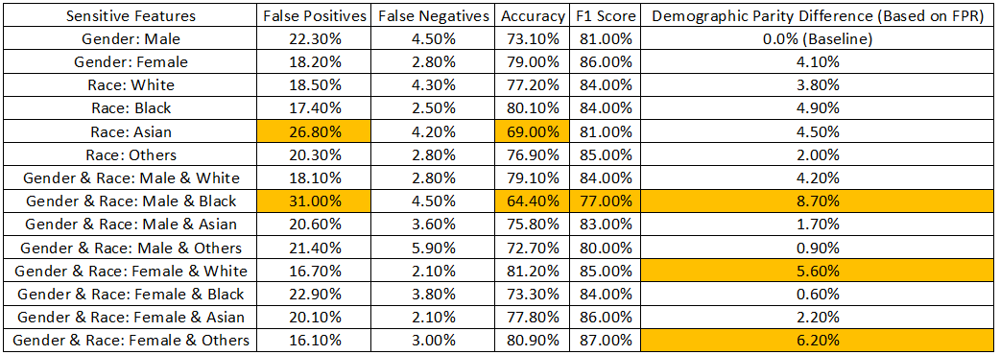 Sensitive Features False Positives False Negatives Accuracy F1 Score Demographic Parity Difference (Based on FPR)
Gender: Male 22.30% 4.50% 73.10% 81.00% 0.0% (Baseline)
Gender: Female 18.20% 2.80% 79.00% 86.00% 4.10%
Race: White 18.50% 4.30% 77.20% 84.00% 3.80%
Race: Black 17.40% 2.50% 80.10% 84.00% 4.90%
Race: Asian 26.80% 4.20% 69.00% 81.00% 4.50%
Race: Others 20.30% 2.80% 76.90% 85.00% 2.00%
Gender & Race: Male & White 18.10% 2.80% 79.10% 84.00% 4.20%
Gender & Race: Male & Black 31.00% 4.50% 64.40% 77.00% 8.70%
Gender & Race: Male & Asian 20.60% 3.60% 75.80% 83.00% 1.70%
Gender & Race: Male & Others 21.40% 5.90% 72.70% 80.00% 0.90%
Gender & Race: Female & White 16.70% 2.10% 81.20% 85.00% 5.60%
Gender & Race: Female & Black 22.90% 3.80% 73.30% 84.00% 0.60%
Gender & Race: Female & Asian 20.10% 2.10% 77.80% 86.00% 2.20%
Gender & Race: Female & Others 16.10% 3.00% 80.90% 87.00% 6.20%